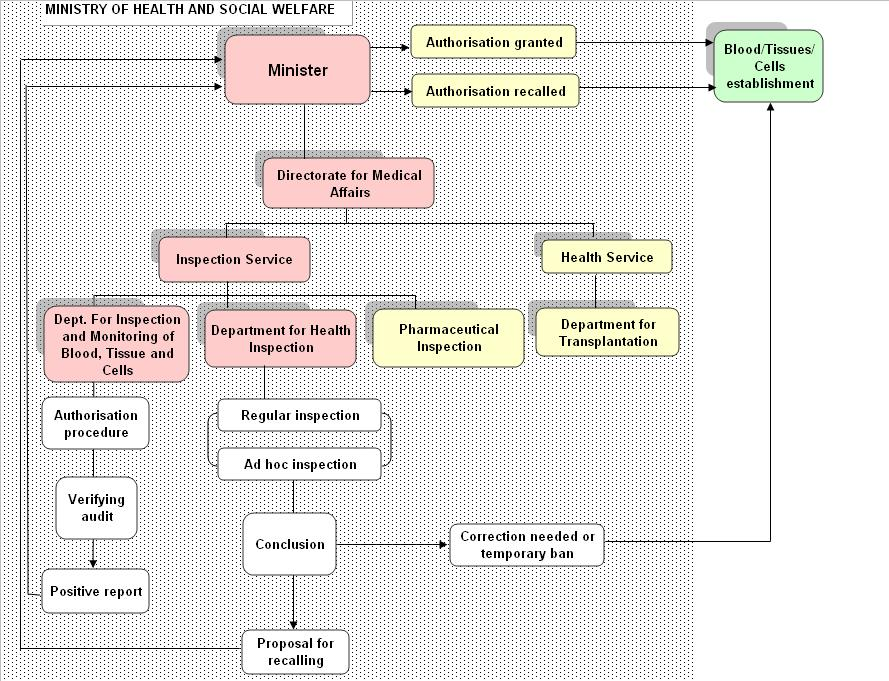 MINISTRY OF HEALTH AND SOCIAL WELFARE
Minister
Authorisation granted
Authorisation recalled
Blood/Tissues/
Cells
establishment
Directorate for Medical
Affairs
Inspection Service
Health Service
Dept. For Inspection
and Monitoring of
Blood, Tissue and
Cells
Department for Health
Inspection
Pharmaceutical
Inspection
Department for
Transplantation
Authorisation
procedure
Regular inspection
Ad hoc inspection
Verifying
audit
Conclusion
Correction needed or
temporary ban
Positive report
Proposal for
recalling